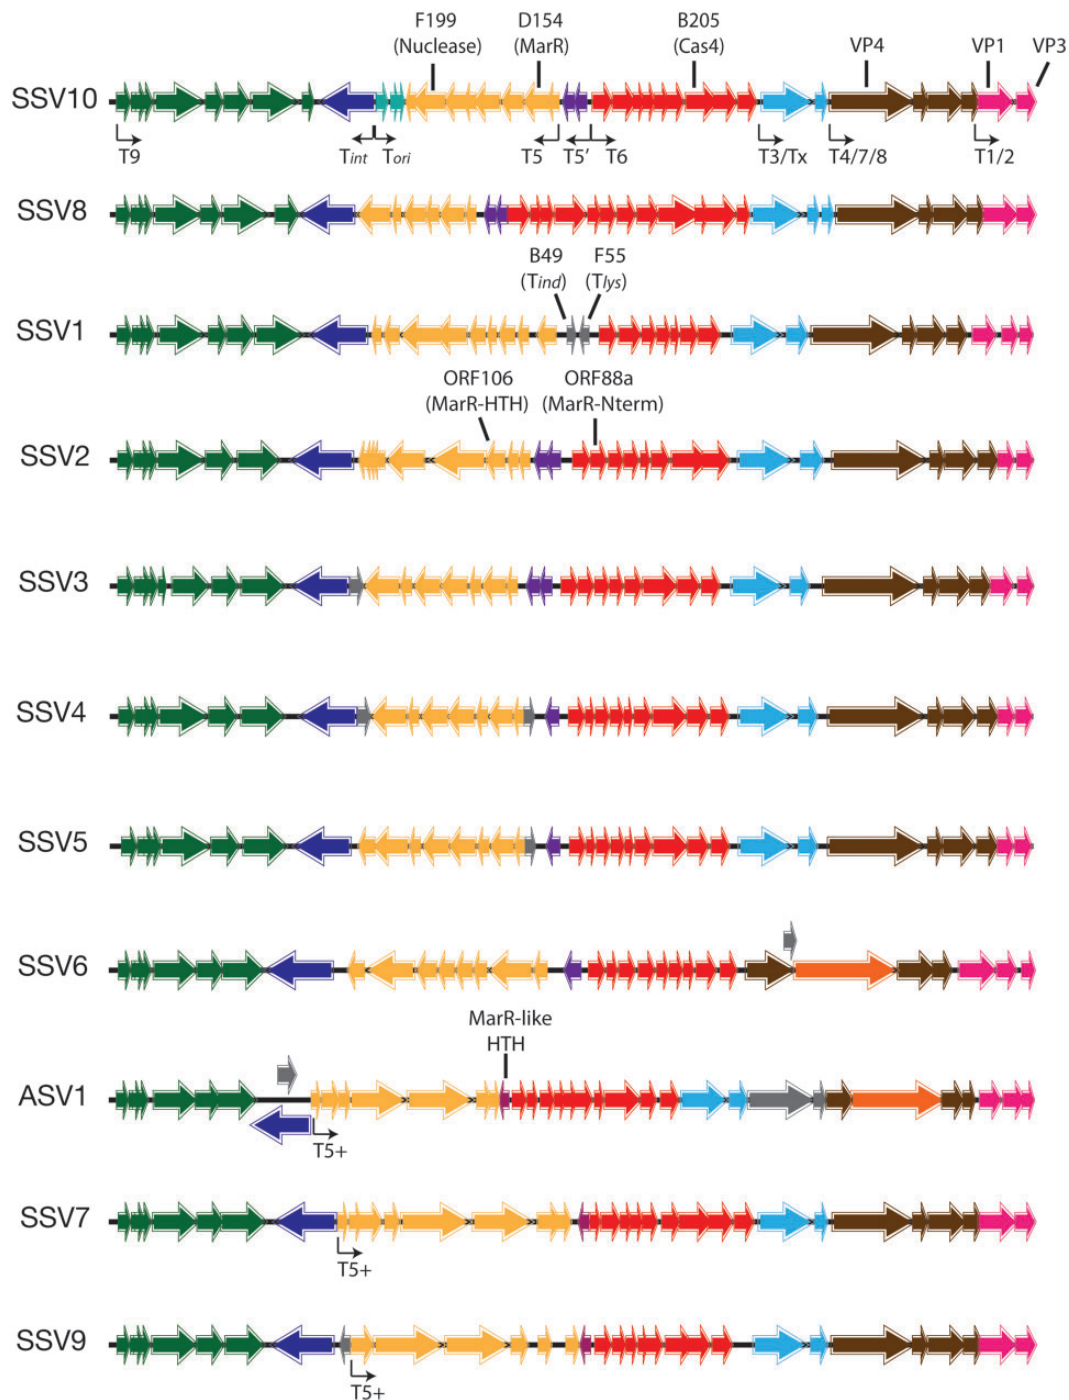 F199 D154 B205
(Nuclease) (MarR) (Cas4) VP4 VP1 VP3
SSV10
T9 Tint Tori T5 T5' T6 T3/Tx T4/7/8 T1/2
SSV8
B49 F55
(Tind) (Tlys)
SSV1
ORF106 ORF88a
(MarR-HTH) (MarR-Nterm)
SSV2
SSV3
SSV4
SSV5
SSV6
MarR-like
HTH
ASV1
T5+
SSV7
T5+
SSV9
T5+